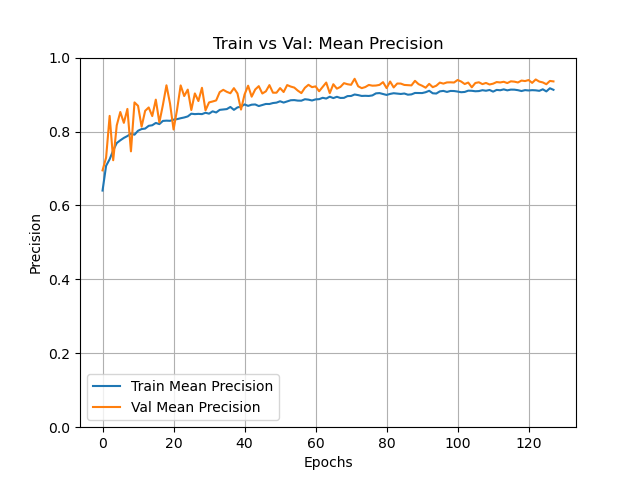 Train vs Val: Mean Precision
1.0
0.8
0.6
0.4
0.2
0.0
Precision
Train Mean Precision
Val Mean Precision
0 20 40 60 80 100 120
Epochs